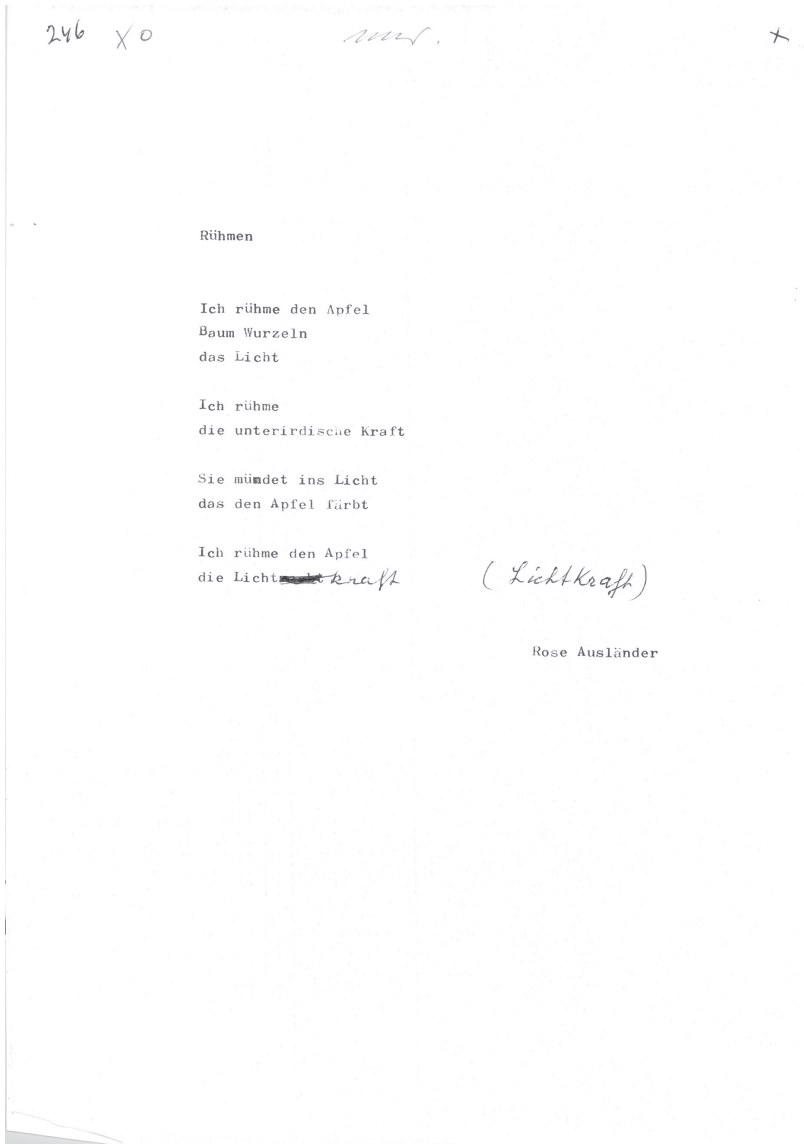 246 X O
+
Rühmen
Ich rühme den Apfel
Baum Wurzeln
das Licht
Ich rühme
die unterirdische Kraft
Sie mündet ins Licht
das den Apfel färbt
Ich rühme den Apfel
die Lichtkraft (Lichtkraft)
Rose Ausländer